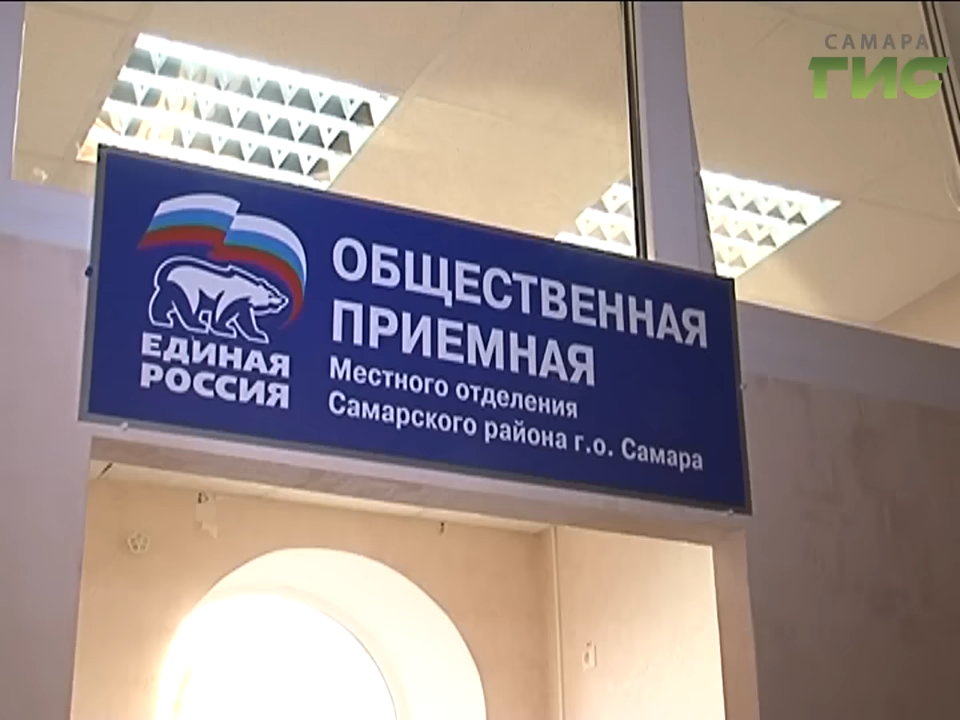 САМАРА
ГИС
ЕДИНАЯ
РОССИЯ
ОБЩЕСТВЕННАЯ
ПРИЕМНАЯ
Местного отделения
Самарского района г.о. Самара